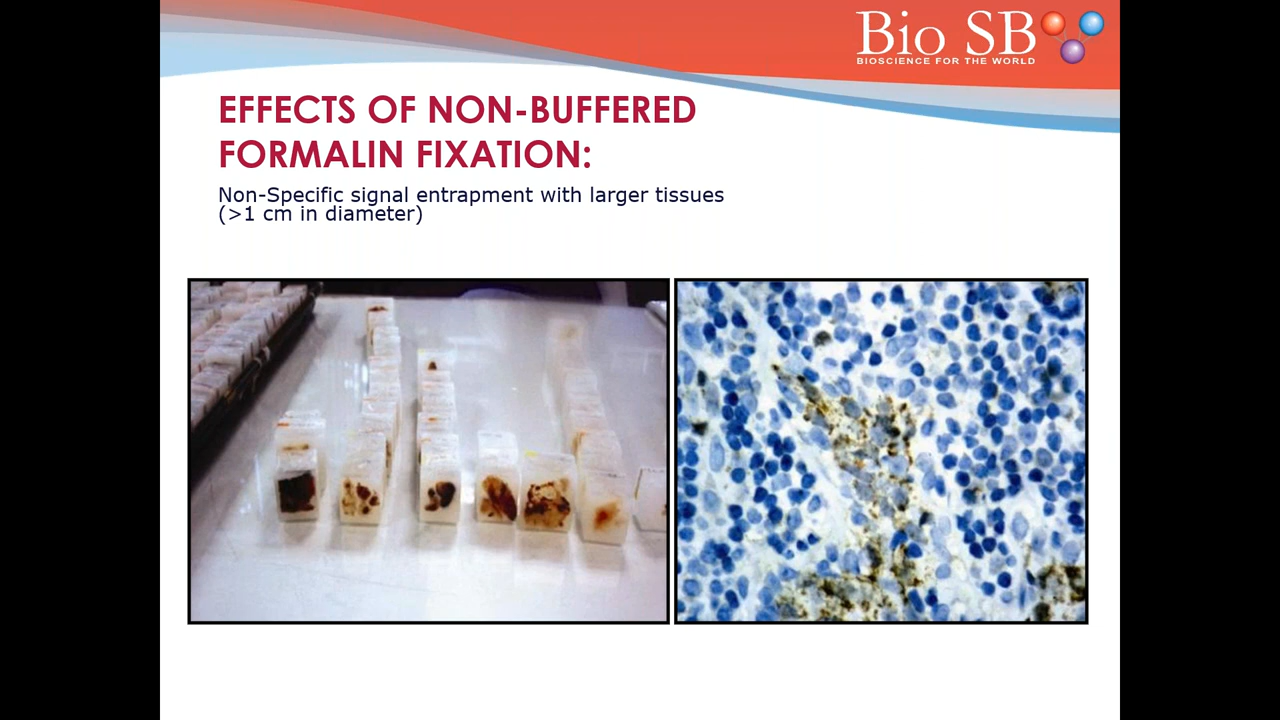 Bio SB
BIOSCIENCE FOR THE WORLD
EFFECTS OF NON-BUFFERED
FORMALIN FIXATION:
Non-Specific signal entrapment with larger tissues
(>1 cm in diameter)